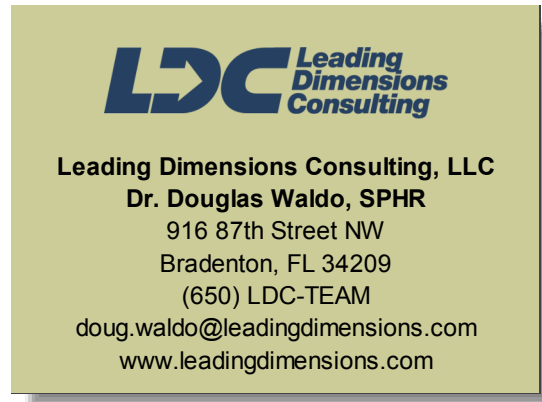 LDC Leading
Dimensions
Consulting
Leading Dimensions Consulting, LLC
Dr. Douglas Waldo, SPHR
916 87th Street NW
Bradenton, FL 34209
(650) LDC-TEAM
doug.waldo@leadingdimensions.com
www.leadingdimensions.com